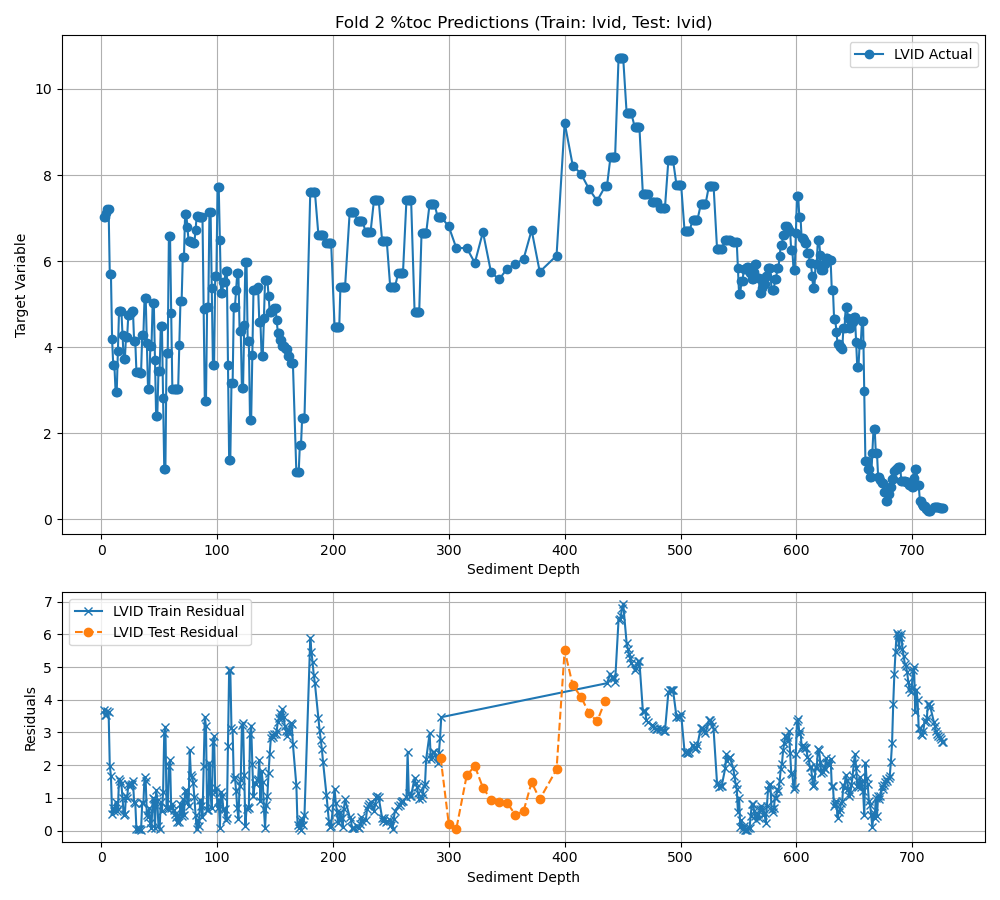 Fold 2 %toc Predictions (Train: lvid, Test: lvid)
LVID Actual
Target Variable
10
8
6
4
2
0
0 100 200 300 400 500 600 700
Sediment Depth
LVID Train Residual
LVID Test Residual
Residuals
7
6
5
4
3
2
1
0
0 100 200 300 400 500 600 700
Sediment Depth